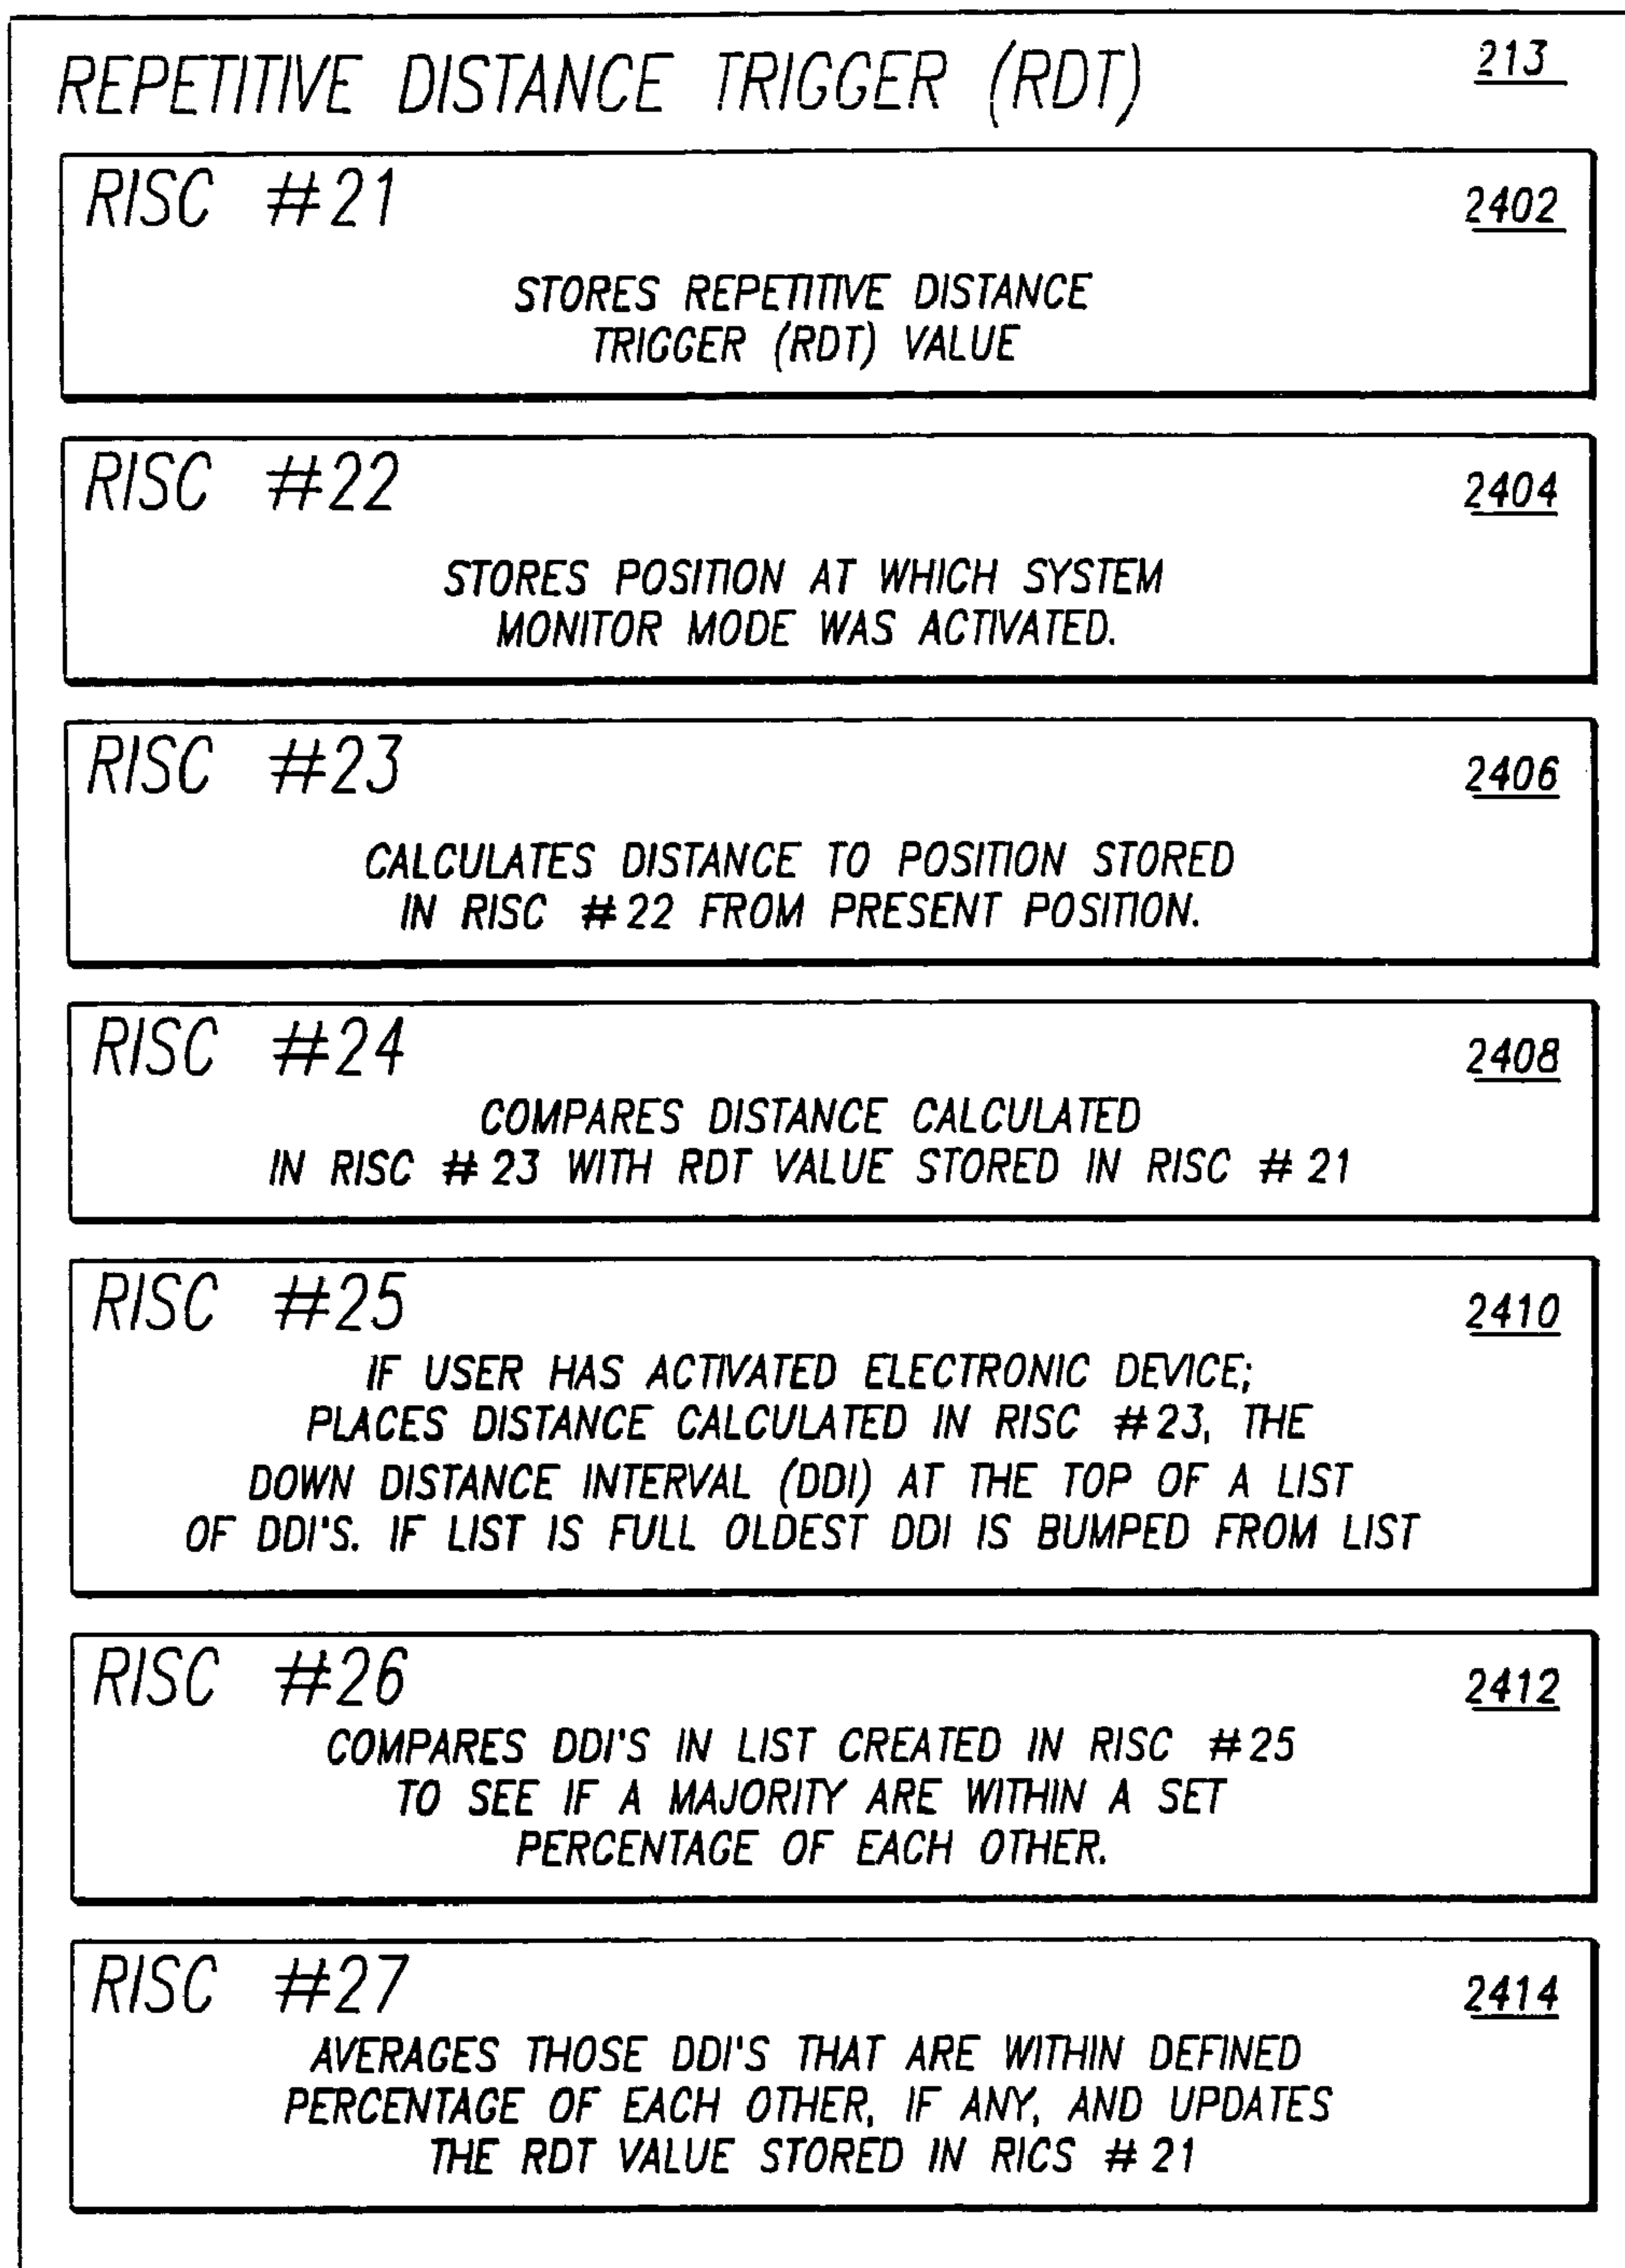 REPETITIVE DISTANCE TRIGGER (RDT) 213
RISC #21 2402
STORES REPETITIVE DISTANCE
TRIGGER (RDT) VALUE
RISC #22 2404
STORES POSITION AT WHICH SYSTEM
MONITOR MODE WAS ACTIVATED.
RISC #23 2406
CALCULATES DISTANCE TO POSITION STORED
IN RISC #22 FROM PRESENT POSITION.
RISC #24 2408
COMPARES DISTANCE CALCULATED
IN RISC #23 WITH RDT VALUE STORED IN RISC #21
RISC #25 2410
IF USER HAS ACTIVATED ELECTRONIC DEVICE;
PLACES DISTANCE CALCULATED IN RISC #23, THE
DOWN DISTANCE INTERVAL (DDI) AT THE TOP OF A LIST
OF DDI'S. IF LIST IS FULL OLDEST DDI IS BUMPED FROM LIST
RISC #26 2412
COMPARES DDI'S IN LIST CREATED IN RISC #25
TO SEE IF A MAJORITY ARE WITHIN A SET
PERCENTAGE OF EACH OTHER.
RISC #27 2414
AVERAGES THOSE DDI'S THAT ARE WITHIN DEFINED
PERCENTAGE OF EACH OTHER, IF ANY, AND UPDATES
THE RDT VALUE STORED IN RICS #21